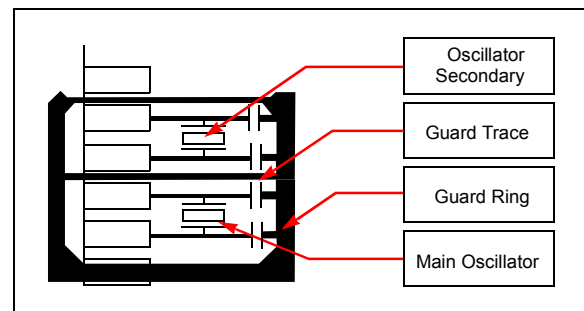 Oscillator
Secondary
Guard Trace
Guard Ring
Main Oscillator